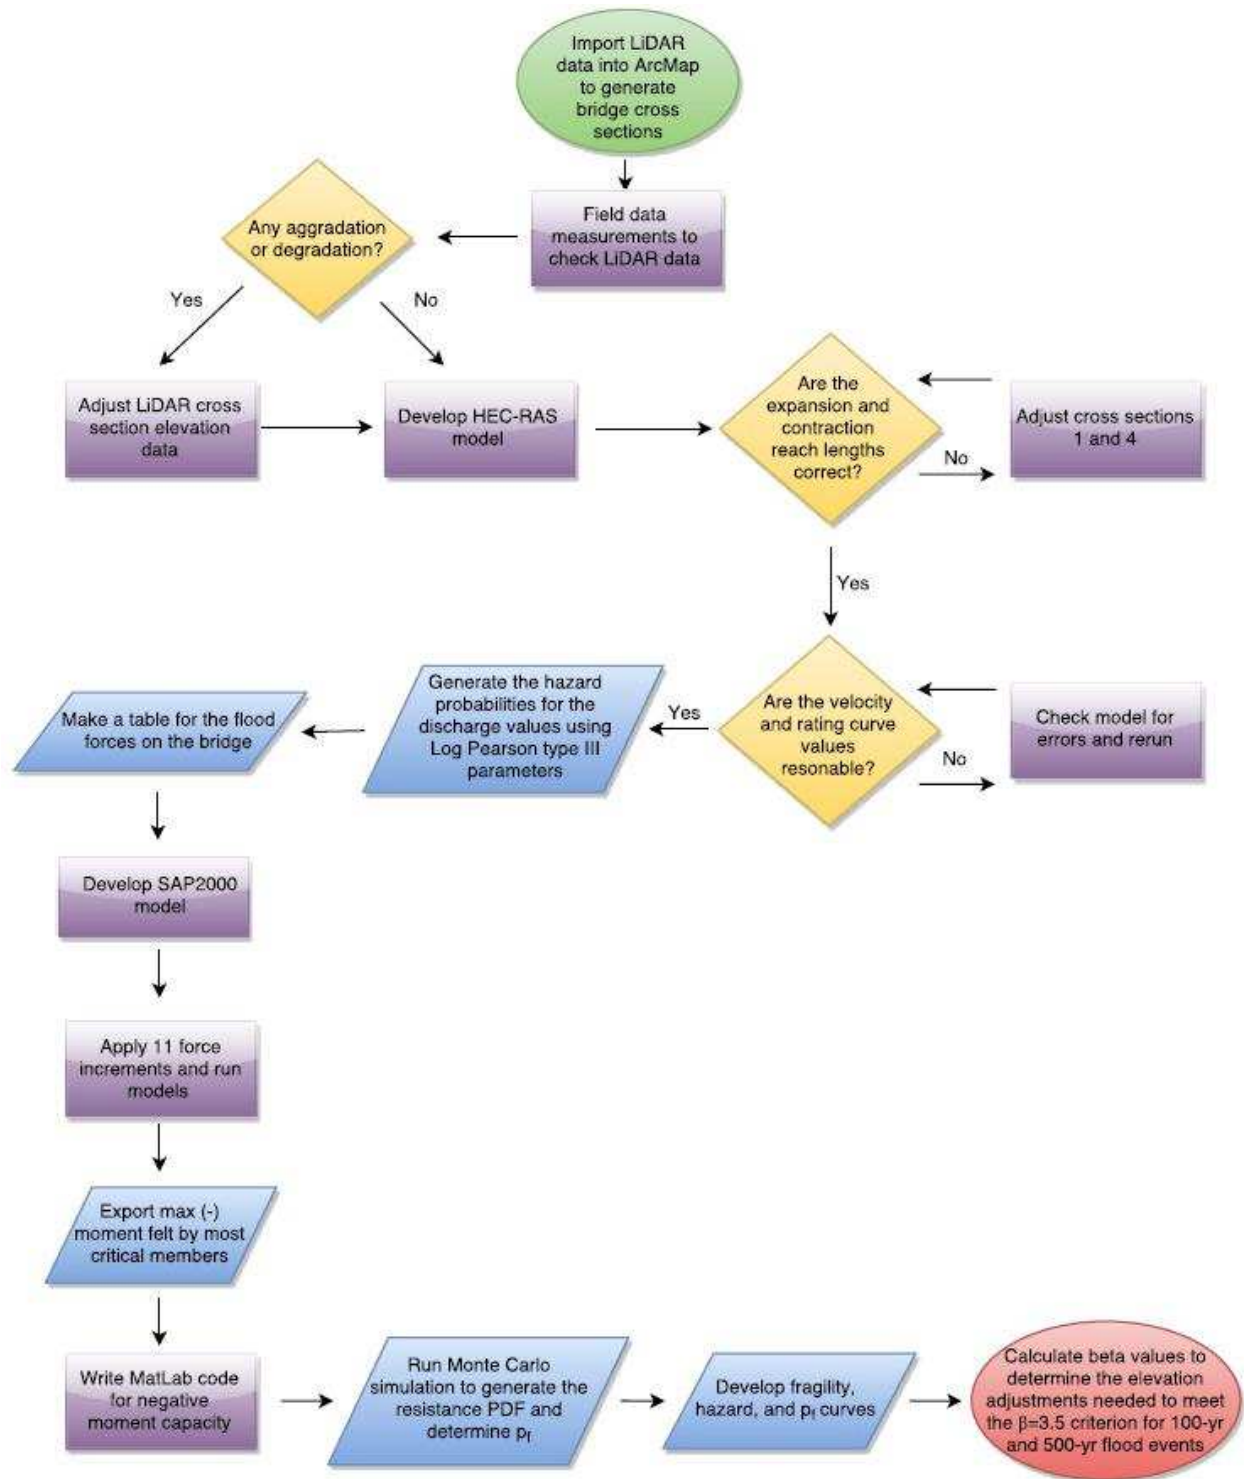 Import LiDAR
data into ArcMap
to generate
bridge cross
sections
Field data
measurements to
check LiDAR data
Any aggradation
or degradation?
Yes
No
Adjust LiDAR cross
section elevation
data
Develop HEC-RAS
model
Are the
expansion and
contraction
reach lengths
correct?
No
Adjust cross sections
1 and 4
Yes
Are the velocity
and rating curve
values
resonable?
No
Check model for
errors and rerun
Yes
Generate the hazard
probabilities for the
discharge values using
Log Pearson type III
parameters
Make a table for the flood
forces on the bridge
Develop SAP2000
model
Apply 11 force
increments and run
models
Export max (-)
moment felt by most
critical members
Write MatLab code
for negative
moment capacity
Run Monte Carlo
simulation to generate the
resistance PDF and
determine pf
Develop fragility,
hazard, and pf curves
Calculate beta values to
determine the elevation
adjustments needed to meet
the β=3.5 criterion for 100-yr
and 500-yr flood events